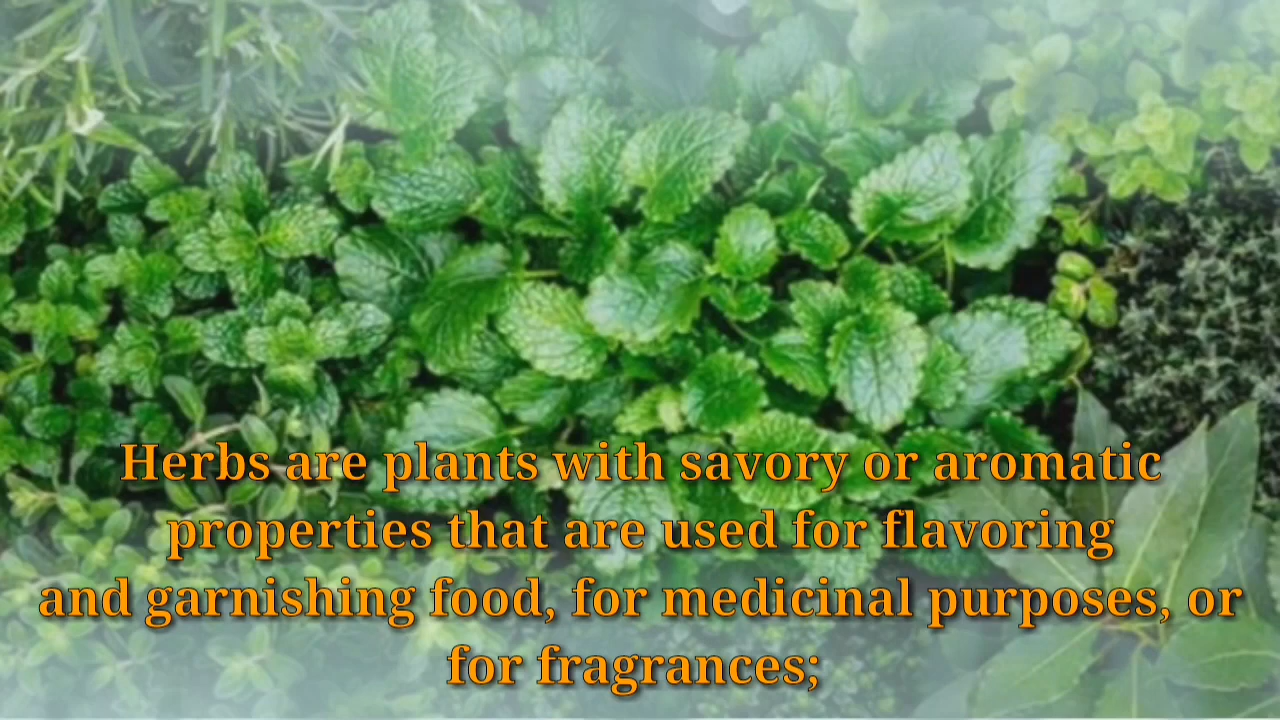 Herbs are plants with savory or aromatic
properties that are used for flavoring
and garnishing food, for medicinal purposes, or
for fragrances;